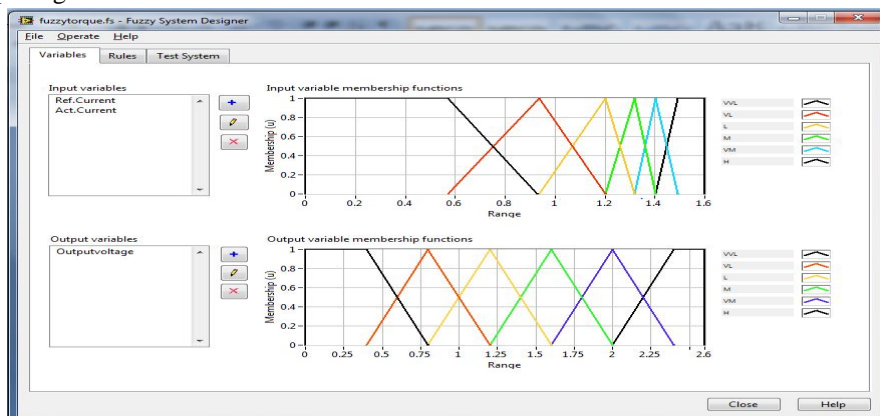 fuzzytorque.fs - Fuzzy System Designer
File Operate Help
Variables Rules Test System
Input variables
Ref.Current
Act.Current
Input variable membership functions
Membership (u)
1
0.8
0.6
0.4
0.2
0
0 0.2 0.4 0.6 0.8 1 1.2 1.4 1.6
Range
VVL
VL
L
M
VM
H
Output variables
Outputvoltage
Output variable membership functions
Membership (u)
1
0.8
0.6
0.4
0.2
0
0 0.25 0.5 0.75 1 1.25 1.5 1.75 2 2.25 2.6
Range
VVL
VL
L
M
VM
H
Close Help